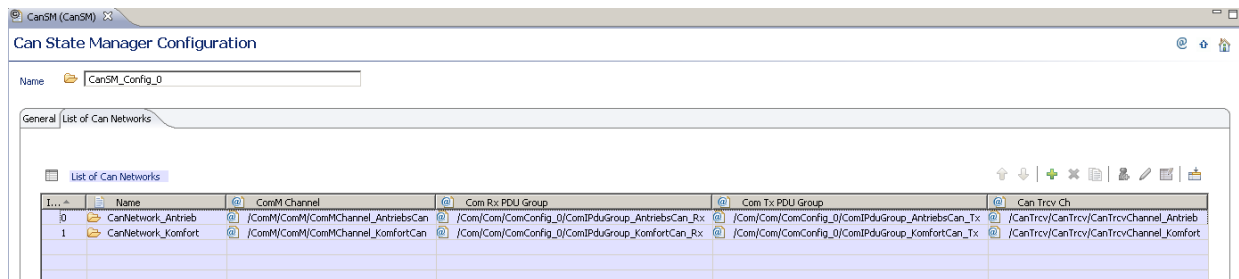 CanSM (CanSM)
Can State Manager Configuration
Name CanSM_Config_0
General List of Can Networks
List of Can Networks
I... Name ComM Channel Com Rx PDU Group Com Tx PDU Group Can Trcv Ch
0 CanNetwork_Antrieb /ComM/ComM/ComMChannel_AntriebsCan /Com/Com/ComConfig_0/ComIPduGroup_AntriebsCan_Rx /Com/Com/ComConfig_0/ComIPduGroup_AntriebsCan_Tx /CanTrcv/CanTrcv/CanTrcvChannel_Antrieb
1 CanNetwork_Komfort /ComM/ComM/ComMChannel_KomfortCan /Com/Com/ComConfig_0/ComIPduGroup_KomfortCan_Rx /Com/Com/ComConfig_0/ComIPduGroup_KomfortCan_Tx /CanTrcv/CanTrcv/CanTrcvChannel_Komfort